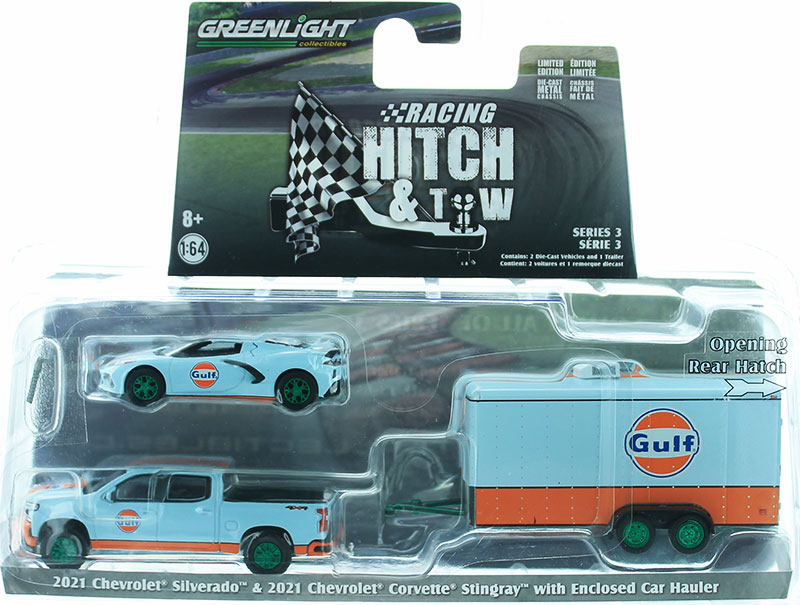 GREENLIGHT
collectibles
LIMITED EDITION
ÉDITION LIMITÉE
DIE-CAST METAL CHASSIS
CHÂSSIS FAIT DE MÉTAL
RACING
HITCH
& TOW
8+
1:64
SERIES 3
SÉRIE 3
Contains: 2 Die-Cast Vehicles and 1 Trailer
Contient: 2 voitures et 1 remorque diecast
Opening
Rear Hatch
Gulf
Gulf
Gulf
4x4
2021 Chevrolet® Silverado™ & 2021 Chevrolet® Corvette® Stingray™ with Enclosed Car Hauler